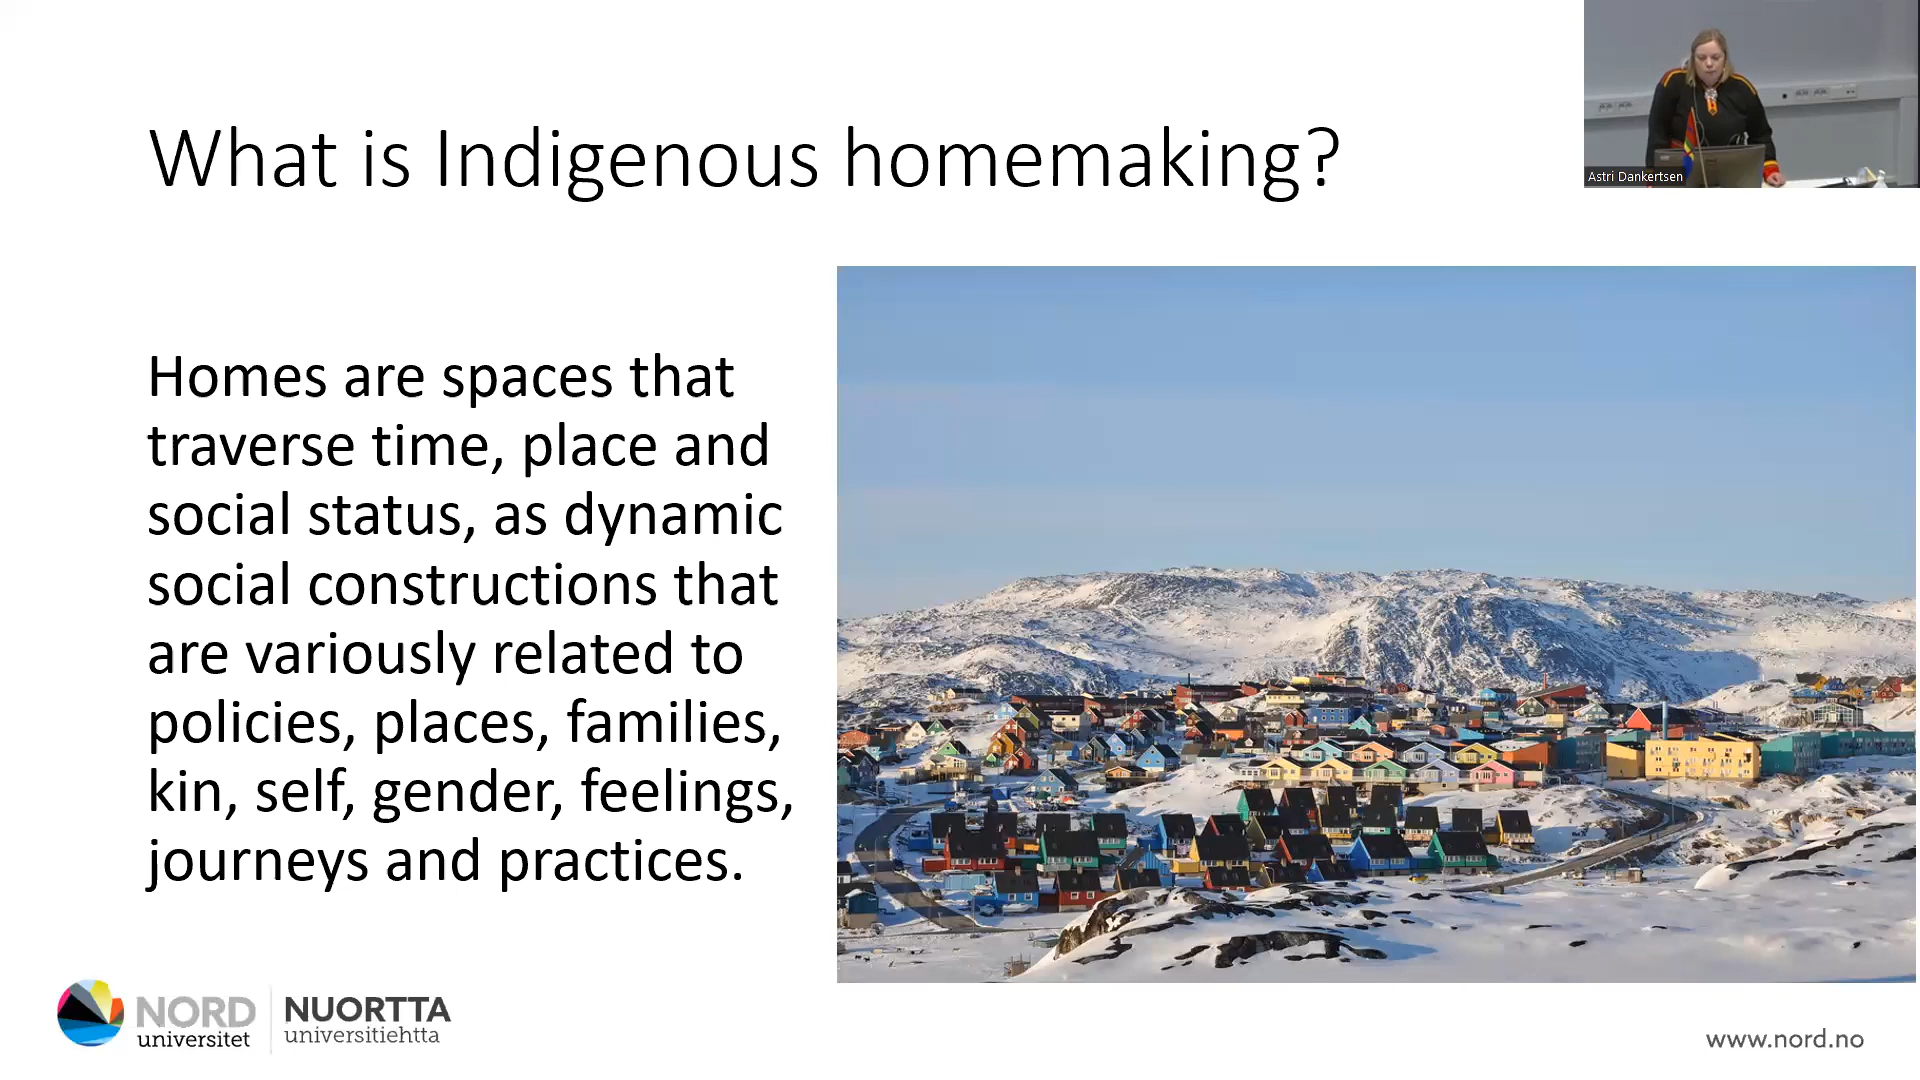 What is Indigenous homemaking?
Astri Dankertsen
Homes are spaces that
traverse time, place and
social status, as dynamic
social constructions that
are variously related to
policies, places, families,
kin, self, gender, feelings,
journeys and practices.
NORD
universitet
NUORTTA
universitiehtta
www.nord.no